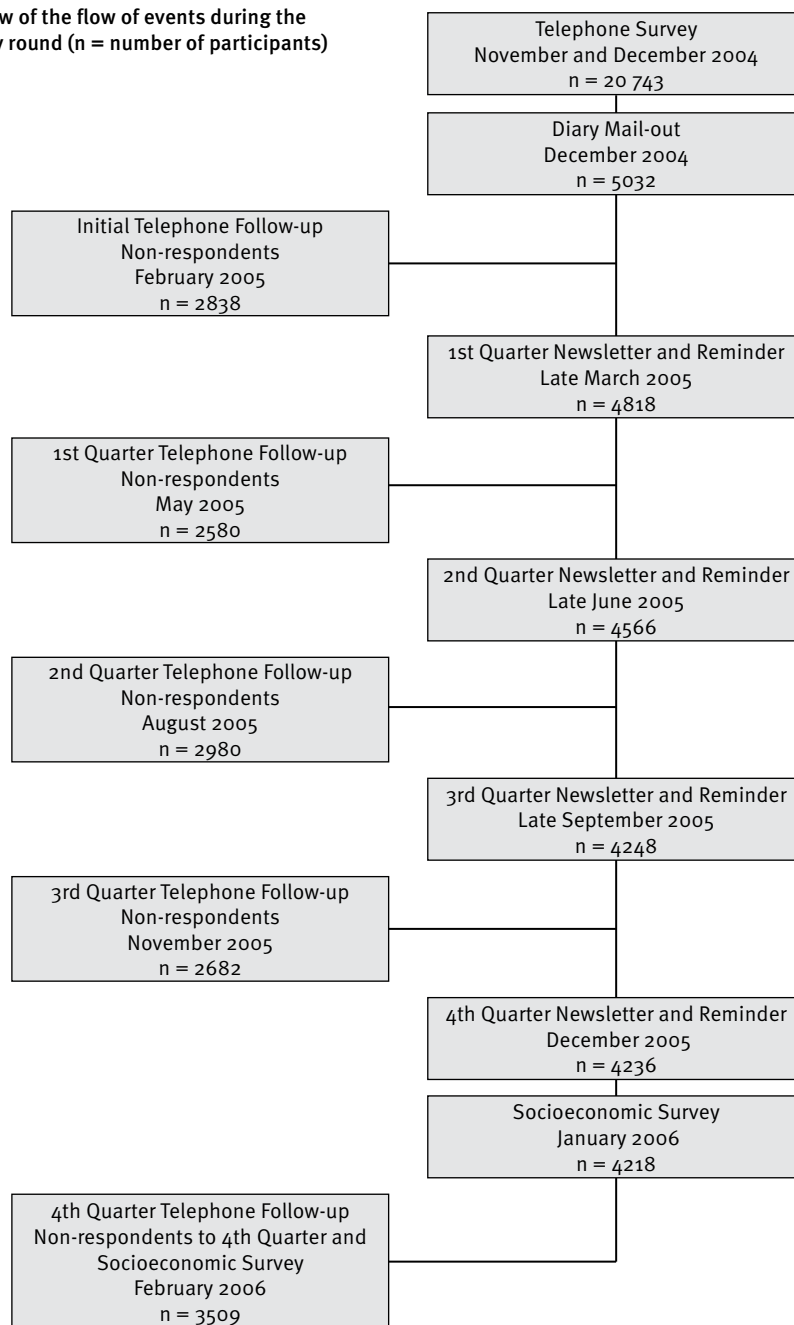 of the flow of events during the
round (n = number of participants)
Telephone Survey
November and December 2004
n = 20 743
Diary Mail-out
December 2004
n = 5032
Initial Telephone Follow-up
Non-respondents
February 2005
n = 2838
1st Quarter Newsletter and Reminder
Late March 2005
n = 4818
1st Quarter Telephone Follow-up
Non-respondents
May 2005
n = 2580
2nd Quarter Newsletter and Reminder
Late June 2005
n = 4566
2nd Quarter Telephone Follow-up
Non-respondents
August 2005
n = 2980
3rd Quarter Newsletter and Reminder
Late September 2005
n = 4248
3rd Quarter Telephone Follow-up
Non-respondents
November 2005
n = 2682
4th Quarter Newsletter and Reminder
December 2005
n = 4236
Socioeconomic Survey
January 2006
n = 4218
4th Quarter Telephone Follow-up
Non-respondents to 4th Quarter and
Socioeconomic Survey
February 2006
n = 3509